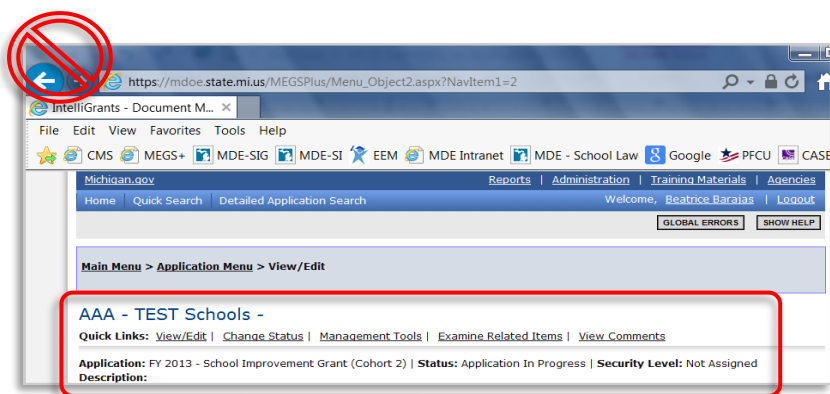 https://mdoe.state.mi.us/MEGSPlus/Menu_Object2.aspx?NavItem1=2
IntelliGrants - Document M... ×
File Edit View Favorites Tools Help
CMS MEGS+ MDE-SIG MDE-SI EEM MDE Intranet MDE - School Law Google PFCU CASE
Michigan.gov Reports | Administration | Training Materials | Agencies
Home | Quick Search | Detailed Application Search Welcome, Beatrice Barajas | Logout
GLOBAL ERRORS SHOW HELP
Main Menu > Application Menu > View/Edit
AAA - TEST Schools -
Quick Links: View/Edit | Change Status | Management Tools | Examine Related Items | View Comments
Application: FY 2013 - School Improvement Grant (Cohort 2) | Status: Application In Progress | Security Level: Not Assigned
Description: